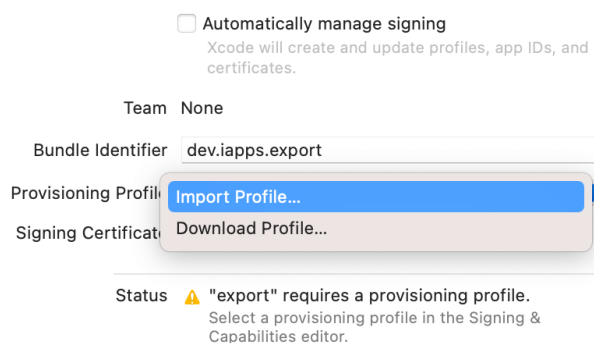 Automatically manage signing
Xcode will create and update profiles, app IDs, and
certificates.
Team None
Bundle Identifier dev.iapps.export
Provisioning Profile
Import Profile...
Download Profile...
Signing Certificate
Status "export" requires a provisioning profile.
Select a provisioning profile in the Signing &
Capabilities editor.